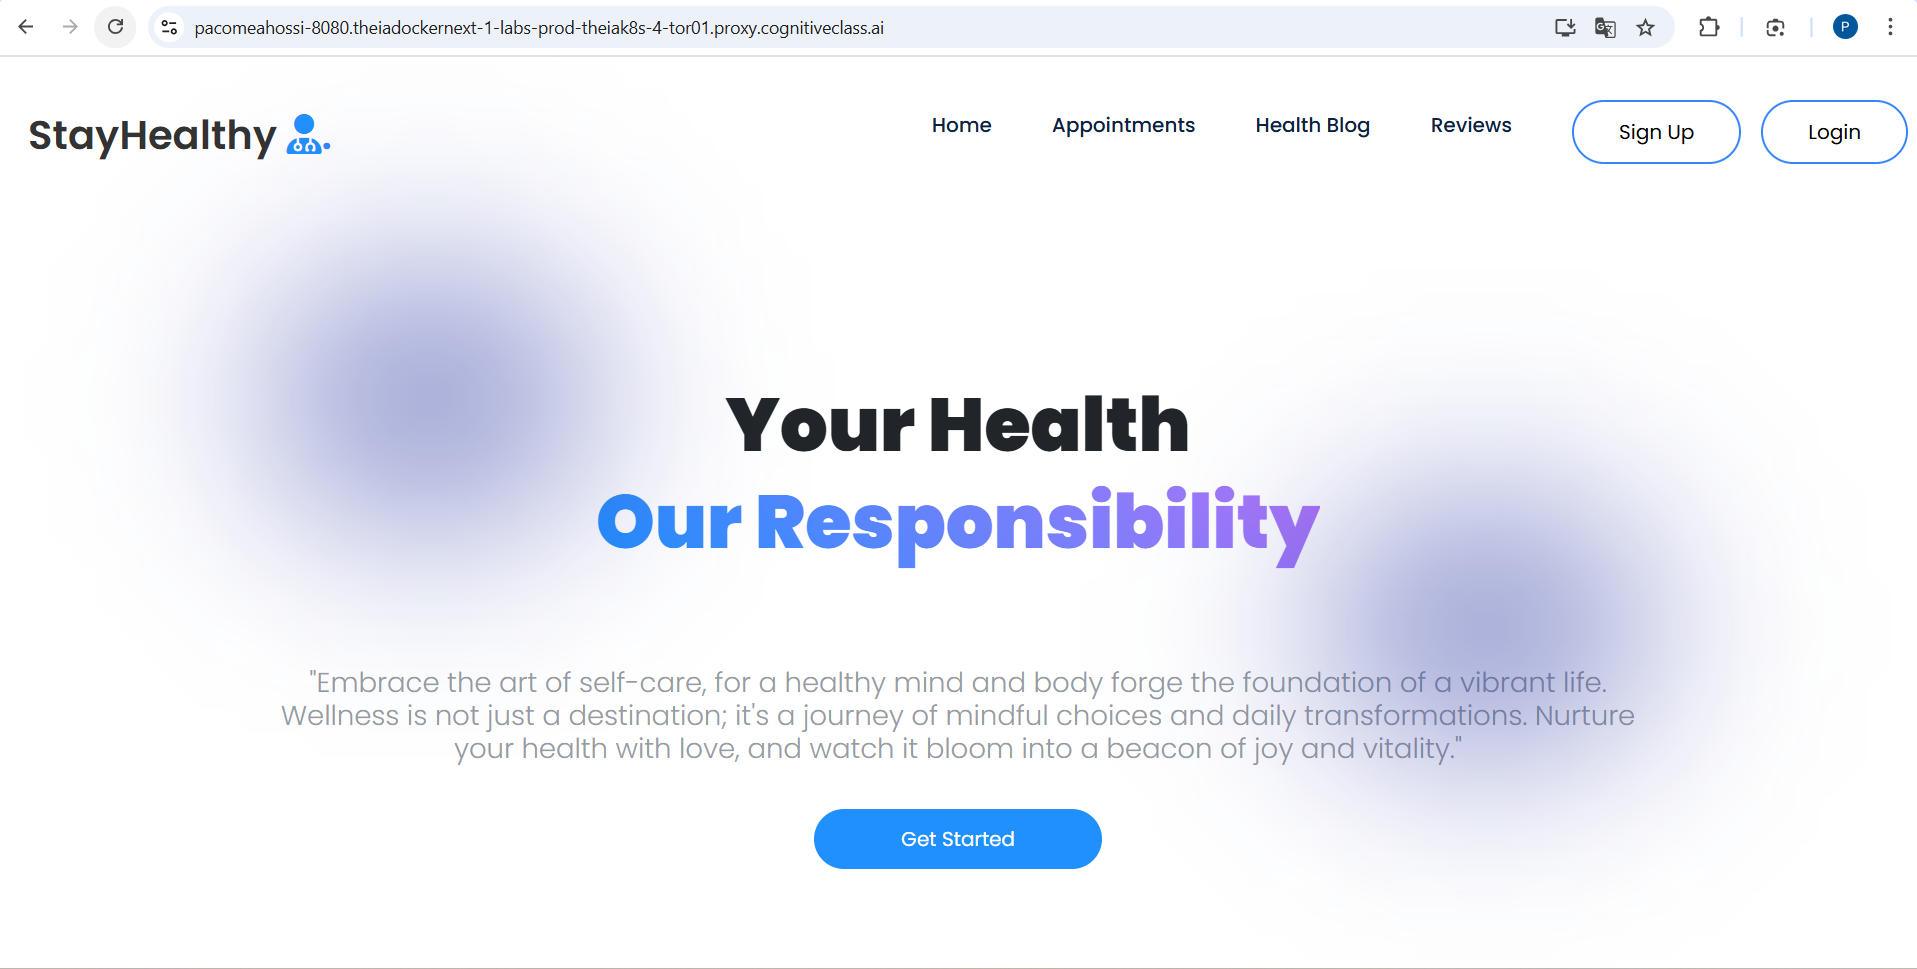 pacomeahossi-8080.theiadockernext-1-labs-prod-theiak8s-4-tor01.proxy.cognitiveclass.ai
P
StayHealthy
Home
Appointments
Health Blog
Reviews
Sign Up
Login
Your Health
Our Responsibility
"Embrace the art of self-care, for a healthy mind and body forge the foundation of a vibrant life.
Wellness is not just a destination; it's a journey of mindful choices and daily transformations. Nurture
your health with love, and watch it bloom into a beacon of joy and vitality."
Get Started